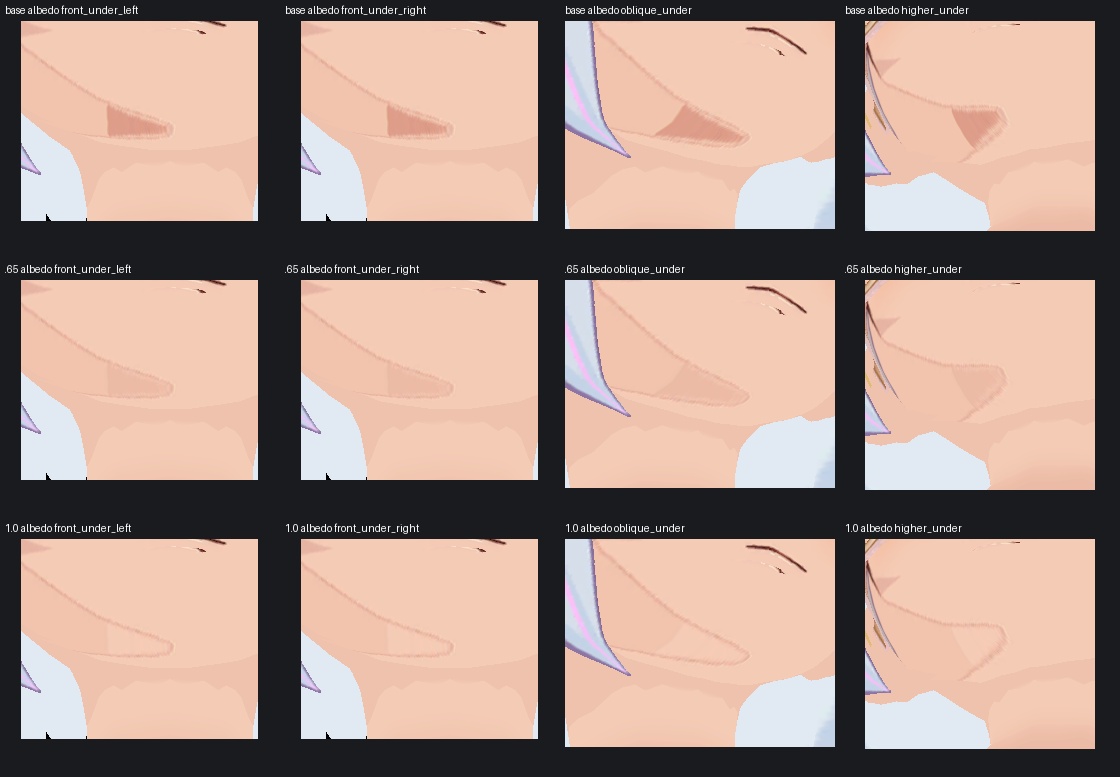 base albedo front_under_left
base albedo front_under_right
base albedo oblique_under
base albedo higher_under
.65 albedo front_under_left
.65 albedo front_under_right
.65 albedo oblique_under
.65 albedo higher_under
1.0 albedo front_under_left
1.0 albedo front_under_right
1.0 albedo oblique_under
1.0 albedo higher_under